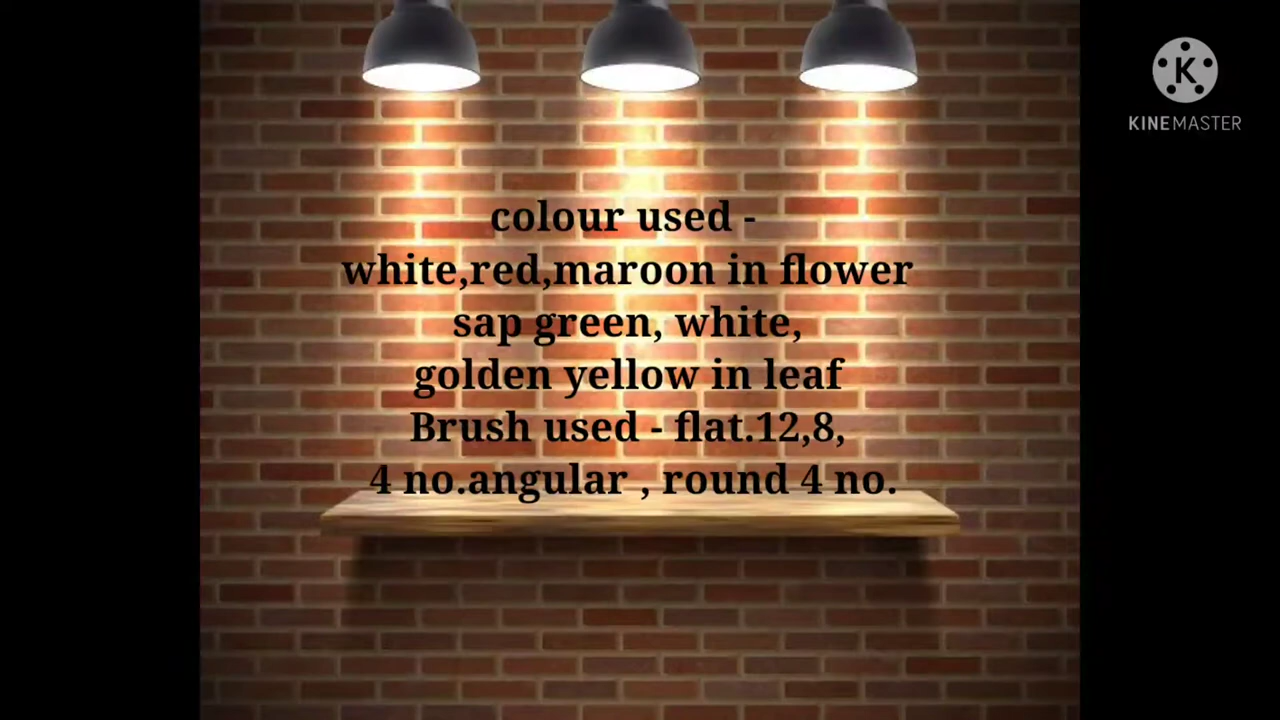 KINEMASTER
colour used -
white,red,maroon in flower
sap green, white,
golden yellow in leaf
Brush used - flat.12,8,
4 no.angular , round 4 no.